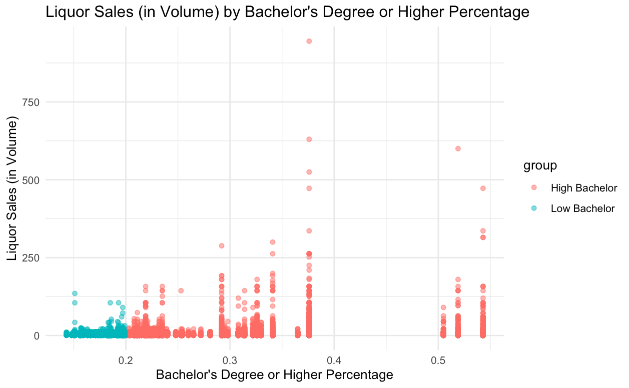 Liquor Sales (in Volume) by Bachelor's Degree or Higher Percentage
Liquor Sales (in Volume)
750
500
250
0
0.2
0.3
0.4
0.5
Bachelor's Degree or Higher Percentage
group
High Bachelor
Low Bachelor